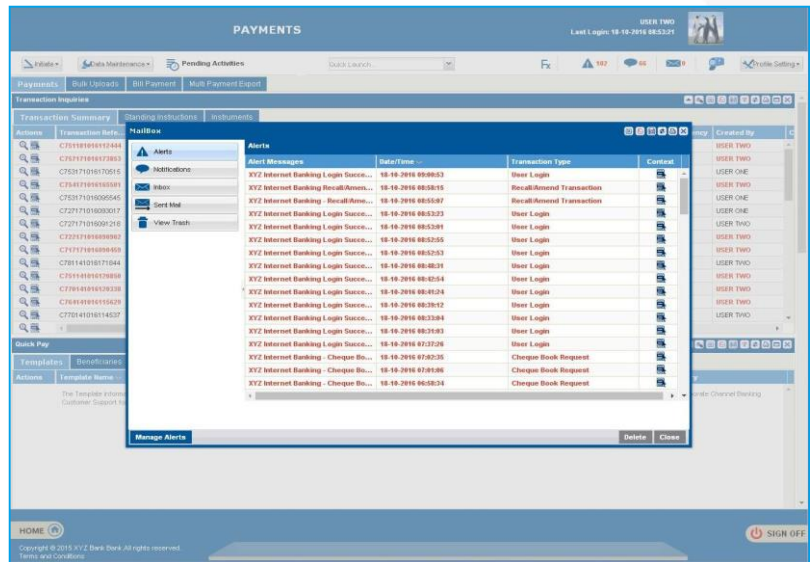 PAYMENTS
USER TWO
Last Login: 18-10-2016 08:53:21
Initiate
Data Maintenance
Pending Activities
Quick Launch...
102
66
0
Profile Setting
Payments
Bulk Uploads
Bill Payment
Multi Payment Export
Transaction Inquiries
Transaction Summary
Standing Instructions
Instruments
Actions
Transaction Refe...
Created By
USER TWO
USER TWO
C753171016170515 USER ONE
USER TWO
C753171016095545 USER ONE
C727171016093017 USER ONE
C727171016091218 USER TWO
USER TWO
USER TWO
C701141016171044 USER TWO
USER TWO
USER TWO
USER TWO
C770141016114537 USER TWO
MailBox
Alerts
Notifications
Inbox
Sent Mail
View Trash
Alerts
Alert Messages Date/Time Transaction Type Context
XYZ Internet Banking Login Succe... 18-10-2016 09:00:53 User Login
XYZ Internet Banking Recall/Amen... 18-10-2016 08:58:15 Recall/Amend Transaction
XYZ Internet Banking - Recall/Ame... 18-10-2016 08:55:07 Recall/Amend Transaction
XYZ Internet Banking Login Succe... 18-10-2016 08:53:23 User Login
XYZ Internet Banking Login Succe... 18-10-2016 08:53:01 User Login
XYZ Internet Banking Login Succe... 18-10-2016 08:52:55 User Login
XYZ Internet Banking Login Succe... 18-10-2016 08:52:53 User Login
XYZ Internet Banking Login Succe... 18-10-2016 08:48:31 User Login
XYZ Internet Banking Login Succe... 18-10-2016 08:42:54 User Login
XYZ Internet Banking Login Succe... 18-10-2016 08:41:24 User Login
XYZ Internet Banking Login Succe... 18-10-2016 08:39:12 User Login
XYZ Internet Banking Login Succe... 18-10-2016 08:33:04 User Login
XYZ Internet Banking Login Succe... 18-10-2016 08:31:03 User Login
XYZ Internet Banking Login Succe... 18-10-2016 07:37:20 User Login
XYZ Internet Banking - Cheque Bo... 18-10-2016 07:02:35 Cheque Book Request
XYZ Internet Banking - Cheque Bo... 18-10-2016 07:01:06 Cheque Book Request
XYZ Internet Banking - Cheque Bo... 18-10-2016 06:58:34 Cheque Book Request
Manage Alerts
Delete
Close
Quick Pay
Templates
Beneficiaries
Actions
Template Name
The Template
Customer Support
Channel Banking
HOME
SIGN OFF
Copyright © 2015 XYZ Bank Bank All rights reserved.
Terms and Conditions